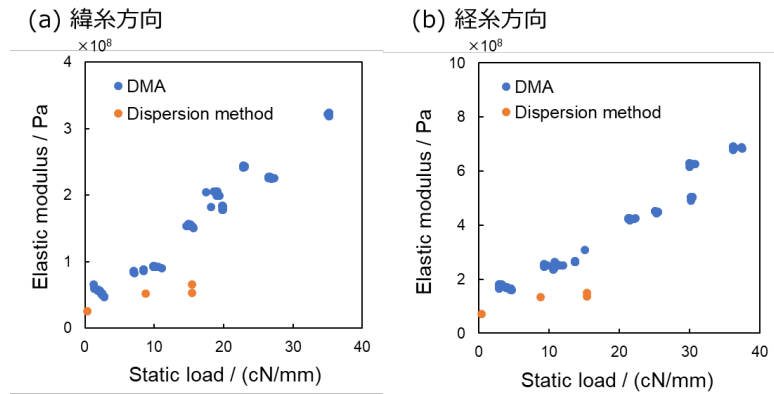 (a) 緯糸方向
×10⁸
4
3
2
1
0
Elastic modulus / Pa
DMA
Dispersion method
0 10 20 30 40
Static load / (cN/mm)
(b) 経糸方向
×10⁸
10
8
6
4
2
0
Elastic modulus / Pa
DMA
Dispersion method
0 10 20 30 40
Static load / (cN/mm)